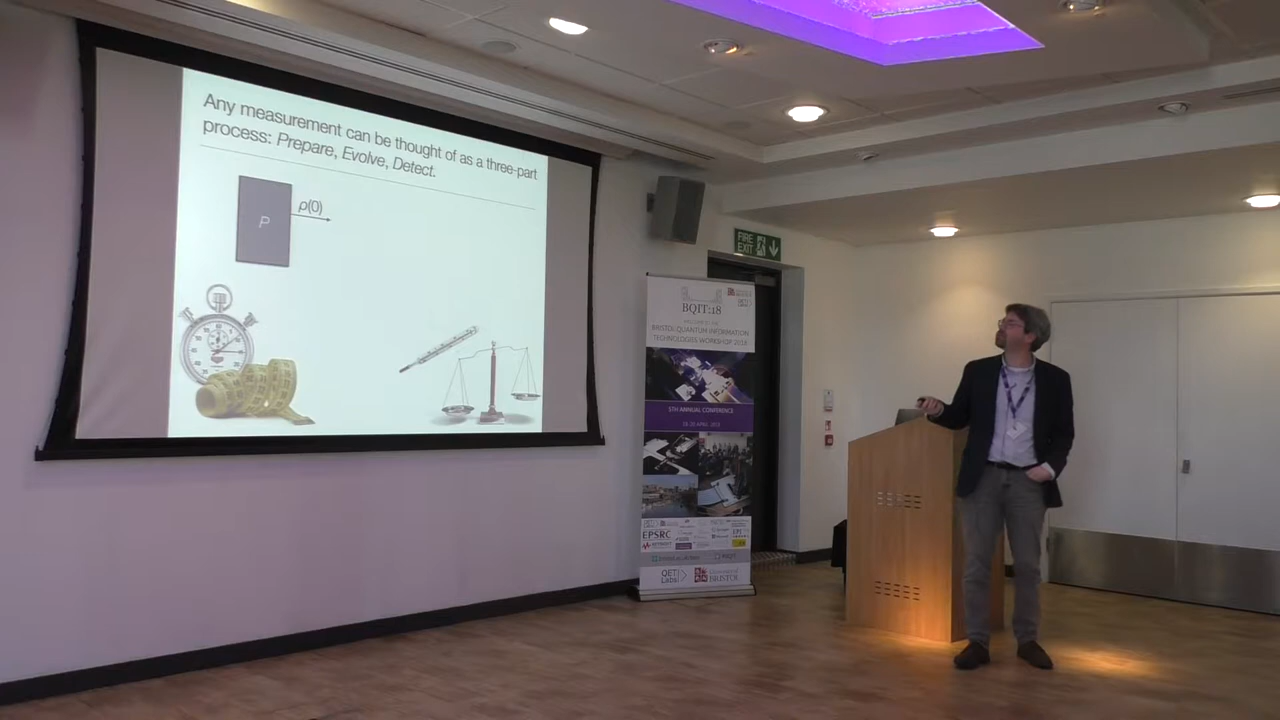 Any measurement can be thought of as a three-part
process: Prepare, Evolve, Detect.
P
ρ(0)
FIRE
EXIT
BQIT:18
BRISTOL QUANTUM INFORMATION
TECHNOLOGIES WORKSHOP 2018
5TH ANNUAL CONFERENCE
EPSRC
QET
Labs
BRISTOL